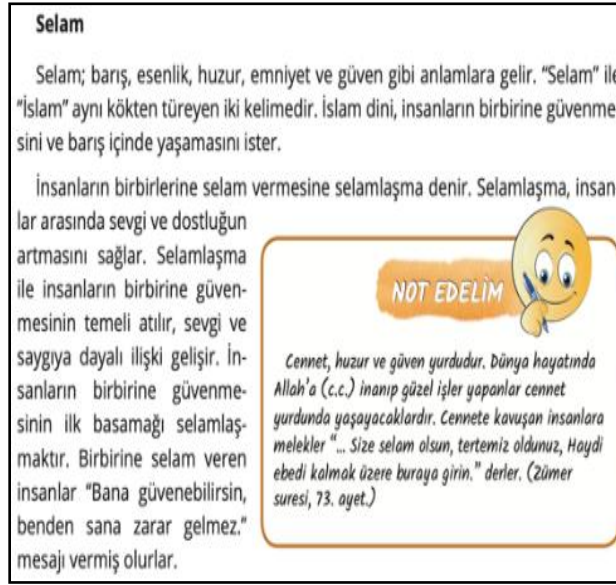 Selam
Selam; barış, esenlik, huzur, emniyet ve güven gibi anlamlara gelir. “Selam” ile
“İslam” aynı kökten türeyen iki kelimedir. İslam dini, insanların birbirine güvenme-
sini ve barış içinde yaşamasını ister.
İnsanların birbirlerine selam vermesine selamlaşma denir. Selamlaşma, insan-
lar arasında sevgi ve dostluğun
artmasını sağlar. Selamlaşma
ile insanların birbirine güven-
mesinin temeli atılır, sevgi ve
saygıya dayalı ilişki gelişir. İn-
sanların birbirine güvenme-
sinin ilk basamağı selamlaş-
maktır. Birbirine selam veren
insanlar “Bana güvenebilirsin,
benden sana zarar gelmez.”
mesajı vermiş olurlar.
NOT EDELİM
Cennet, huzur ve güven yurdudur. Dünya hayatında
Allah’a (c.c.) inanıp güzel işler yapanlar cennet
yurdunda yaşayacaklardır. Cennete kavuşan insanlara
melekler “... Size selam olsun, tertemiz oldunuz, Haydi
ebedi kalmak üzere buraya girin.” derler. (Zümer
suresi, 73. ayet.)